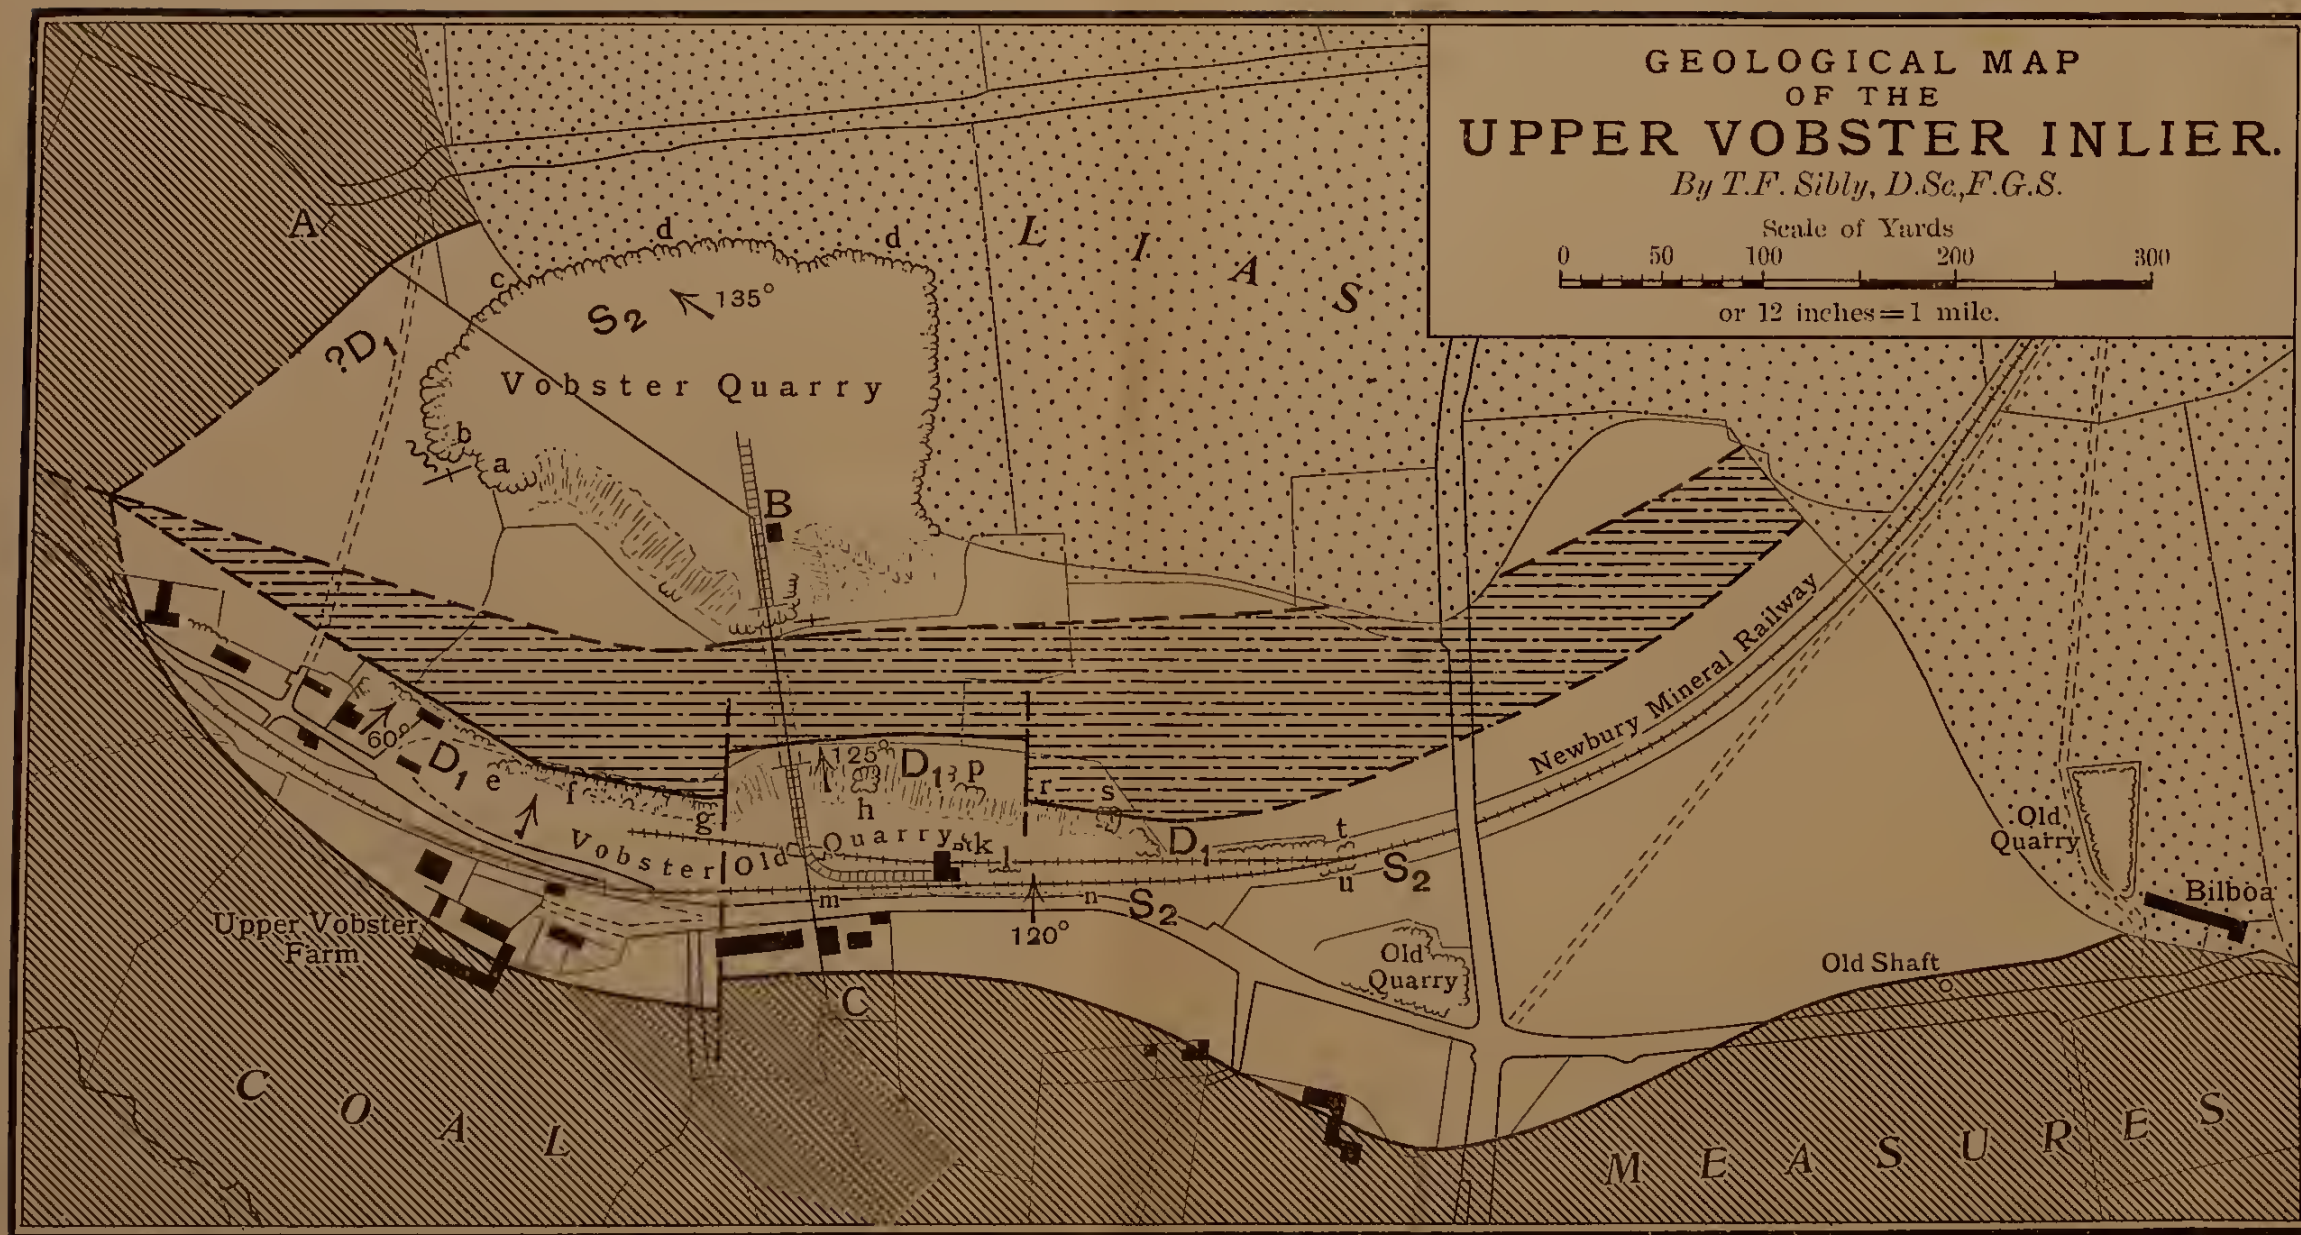 GEOLOGICAL MAP
OF THE
UPPER VOBSTER INLIER.
By T.F. Sibly, D.Sc., F.G.S.
Scale of Yards
0 50 100 200 300
or 12 inches = 1 mile.
A
d
d
c
L I A S
S2
135°
?D1
Vobster Quarry
b
a
B
Newbury Mineral Railway
60°
D1
e
f
g
125°
D1
p
h
r
s
Vobster Old Quarry
k
l
D1
t
S2
u
m
n
S2
120°
Old
Quarry
Bilboa
Upper Vobster
Farm
Old
Quarry
Old Shaft
C
COAL MEASURES